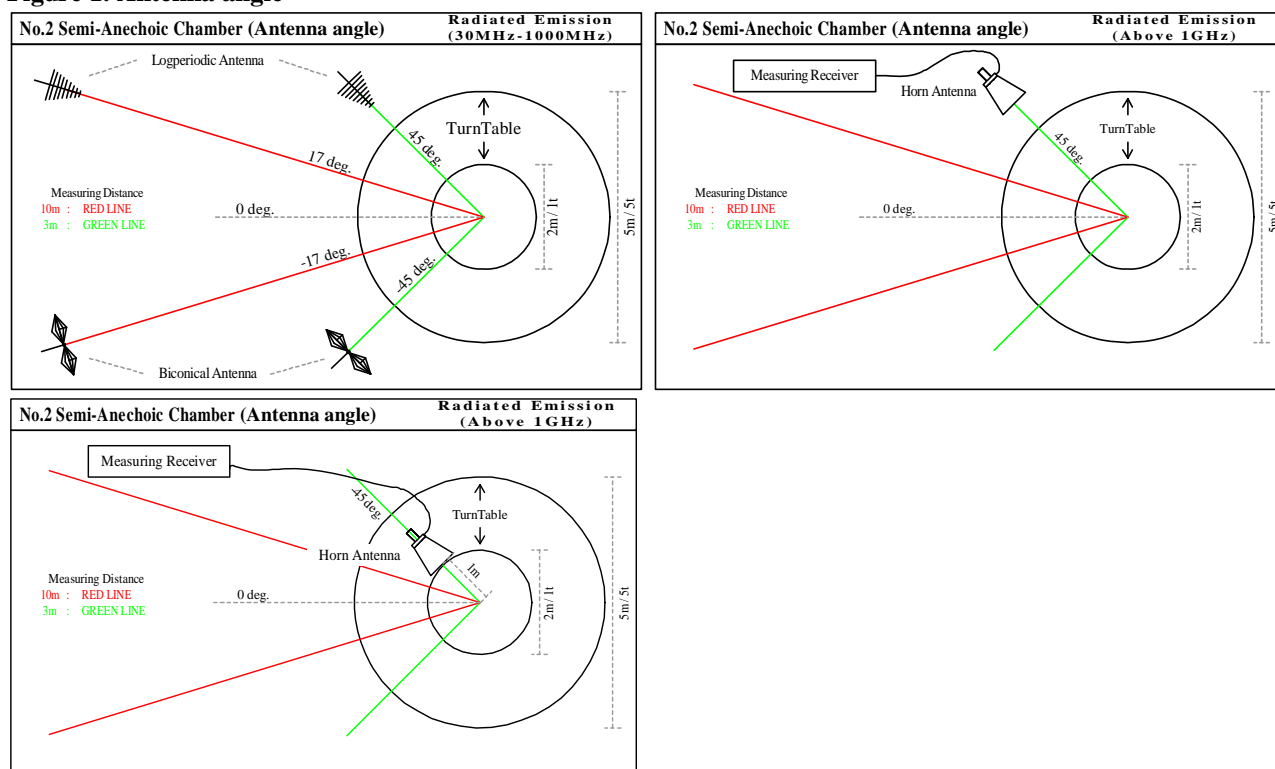 No.2 Semi-Anechoic Chamber (Antenna angle)
Radiated Emission
(30MHz-1000MHz)
Logperiodic Antenna
TurnTable
45 deg.
17 deg.
Measuring Distance
10m : RED LINE
3m : GREEN LINE
0 deg.
2m / 1t
5m / 5t
-17 deg.
-45 deg.
Biconical Antenna
No.2 Semi-Anechoic Chamber (Antenna angle)
Radiated Emission
(Above 1GHz)
Measuring Receiver
Horn Antenna
TurnTable
45 deg.
Measuring Distance
10m : RED LINE
3m : GREEN LINE
0 deg.
2m / 1t
5m / 5t
No.2 Semi-Anechoic Chamber (Antenna angle)
Radiated Emission
(Above 1GHz)
Measuring Receiver
-45 deg.
TurnTable
Horn Antenna
1m
Measuring Distance
10m : RED LINE
3m : GREEN LINE
0 deg.
2m / 1t
5m / 5t